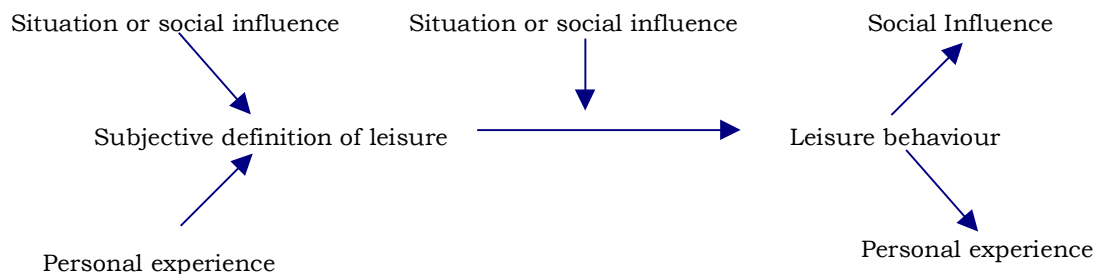 Situation or social influence
Situation or social influence
Social Influence
Subjective definition of leisure
Leisure behaviour
Personal experience
Personal experience